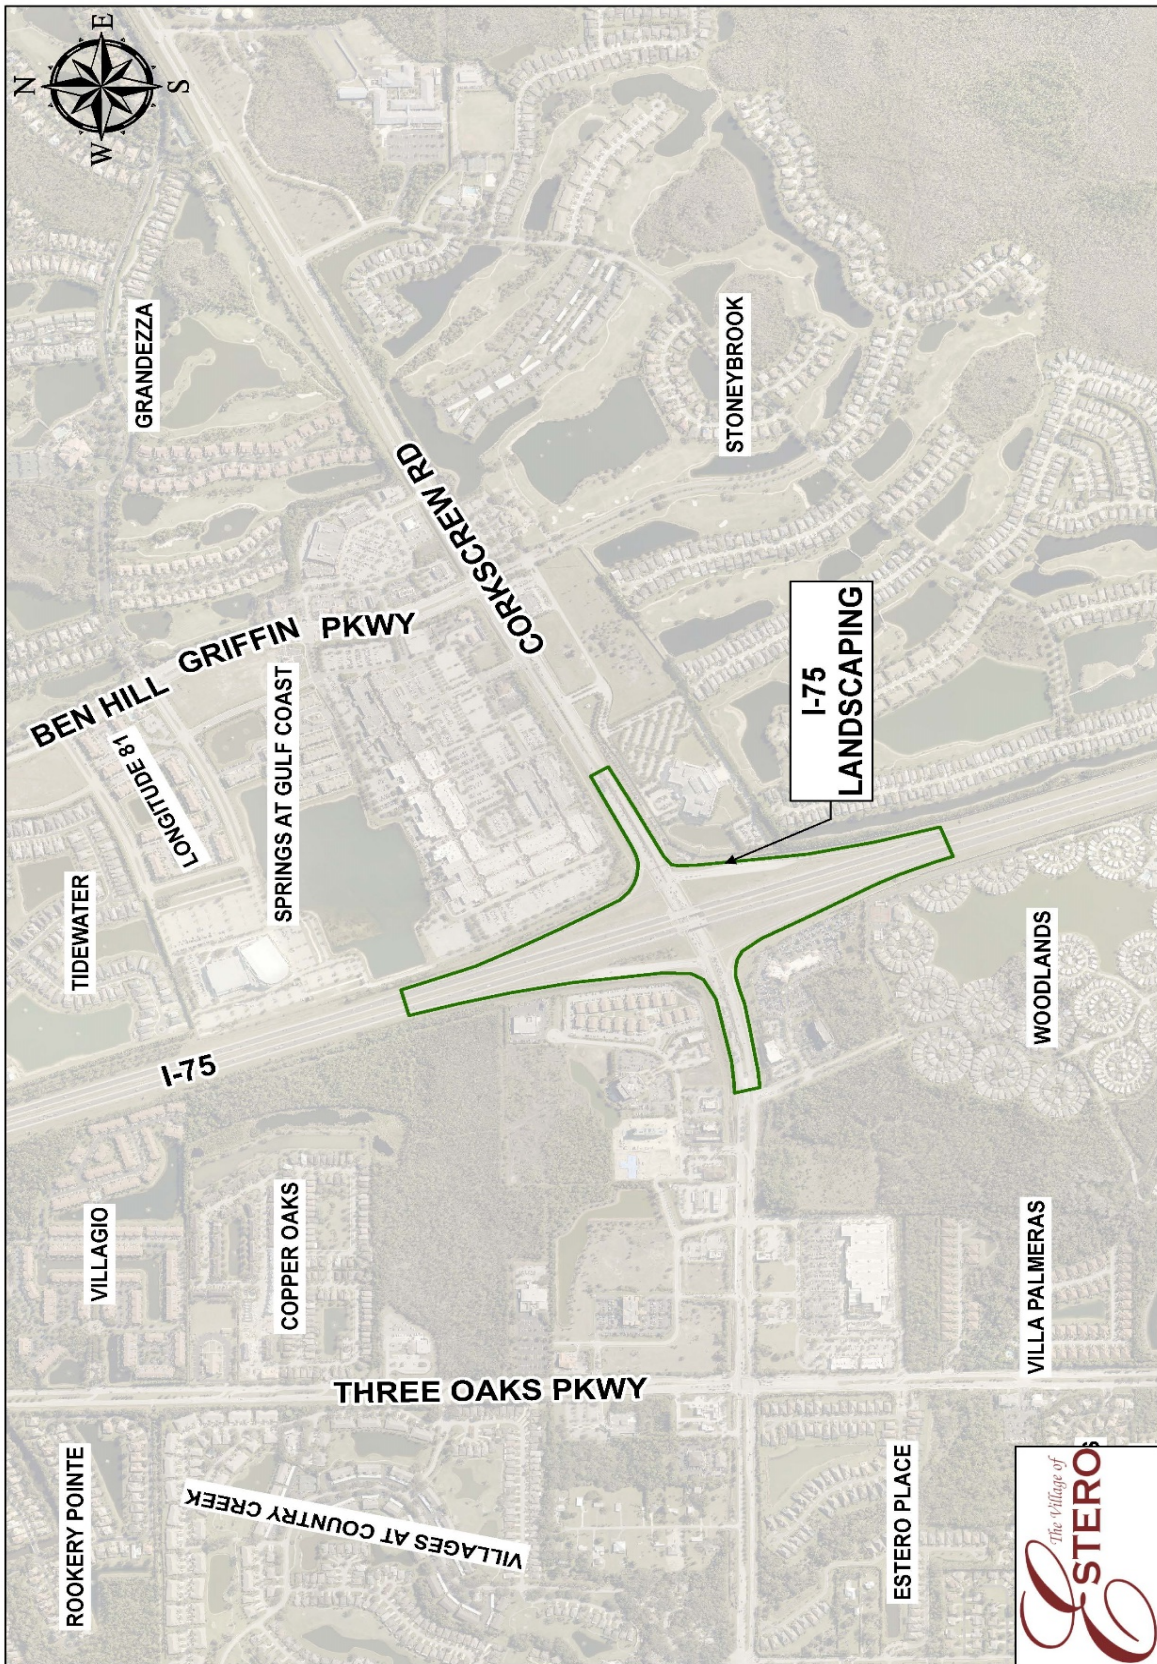 N
W
E
S
ROOKERY POINTE
VILLAGIO
TIDEWATER
BEN HILL GRIFFIN PKWY
LONGITUDE 81
GRANDEZZA
I-75
COPPER OAKS
SPRINGS AT GULF COAST
VILLAGES AT COUNTRY CREEK
THREE OAKS PKWY
CORKSCREW RD
STONEYBROOK
I-75
LANDSCAPING
ESTERO PLACE
VILLA PALMERAS
WOODLANDS
The Village of
ESTERO